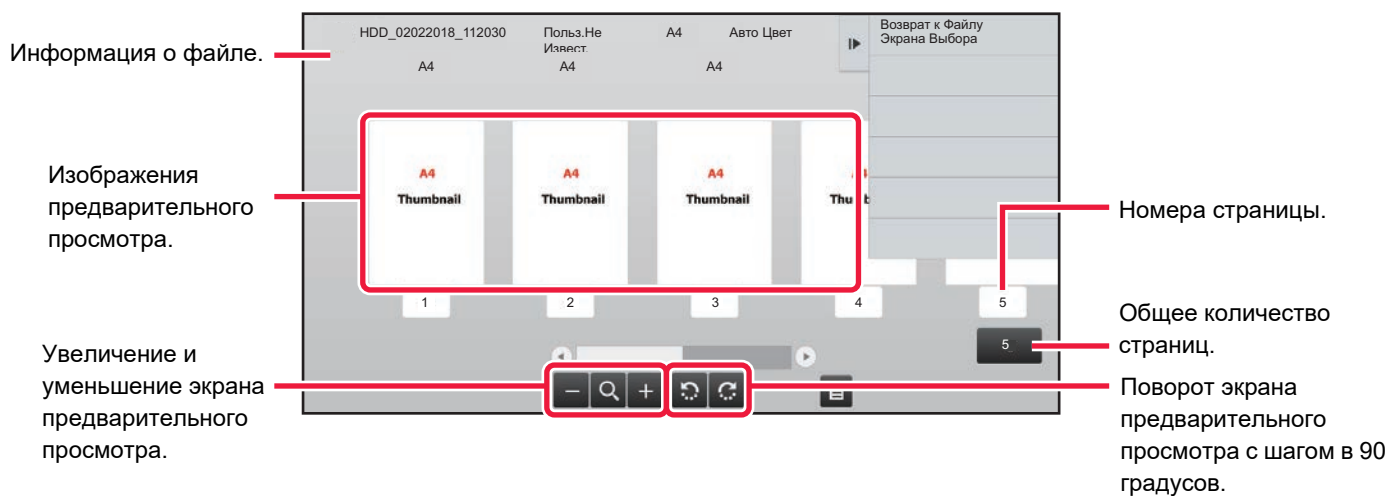 Информация о файле.
HDD_02022018_112030 Польз.Не Извест. A4 Авто Цвет
A4 A4 A4
Возврат к Файлу
Экрана Выбора
Изображения
предварительного
просмотра.
A4 A4 A4
Thumbnail Thumbnail Thumbnail
Номера страницы.
1 2 3 4 5
Общее количество
страниц.
5
Увеличение и
уменьшение экрана
предварительного
просмотра.
Поворот экрана
предварительного
просмотра с шагом в 90
градусов.